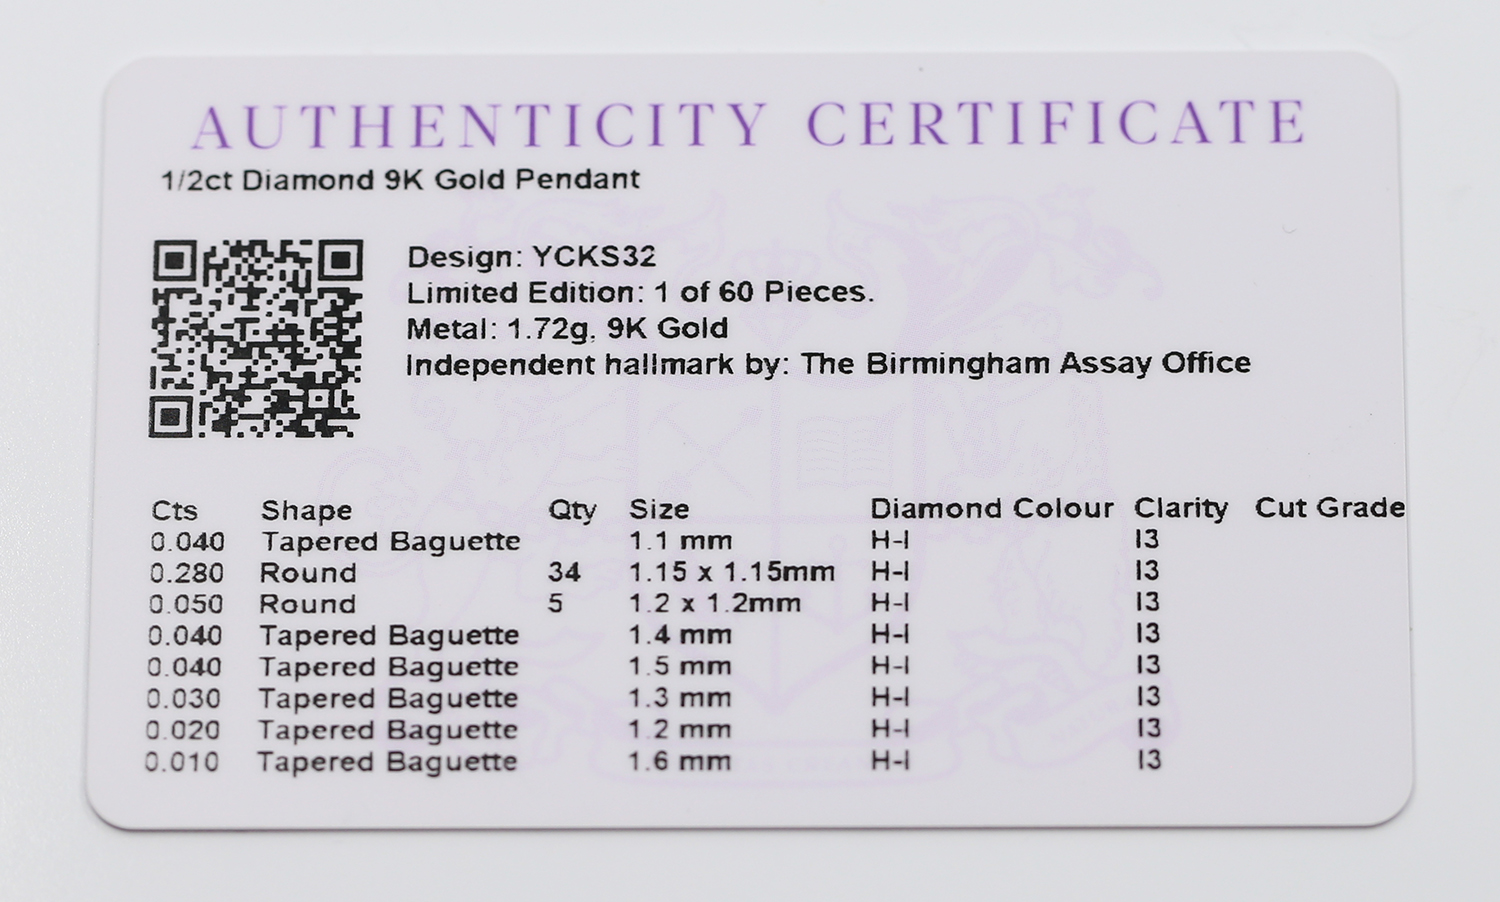 AUTHENTICITY CERTIFICATE
1/2ct Diamond 9K Gold Pendant
Design: YCKS32
Limited Edition: 1 of 60 Pieces.
Metal: 1.72g, 9K Gold
Independent hallmark by: The Birmingham Assay Office
Cts Shape Qty Size Diamond Colour Clarity Cut Grade
0.040 Tapered Baguette 1.1 mm H-I I3
0.280 Round 34 1.15 x 1.15mm H-I I3
0.050 Round 5 1.2 x 1.2mm H-I I3
0.040 Tapered Baguette 1.4 mm H-I I3
0.040 Tapered Baguette 1.5 mm H-I I3
0.030 Tapered Baguette 1.3 mm H-I I3
0.020 Tapered Baguette 1.2 mm H-I I3
0.010 Tapered Baguette 1.6 mm H-I I3